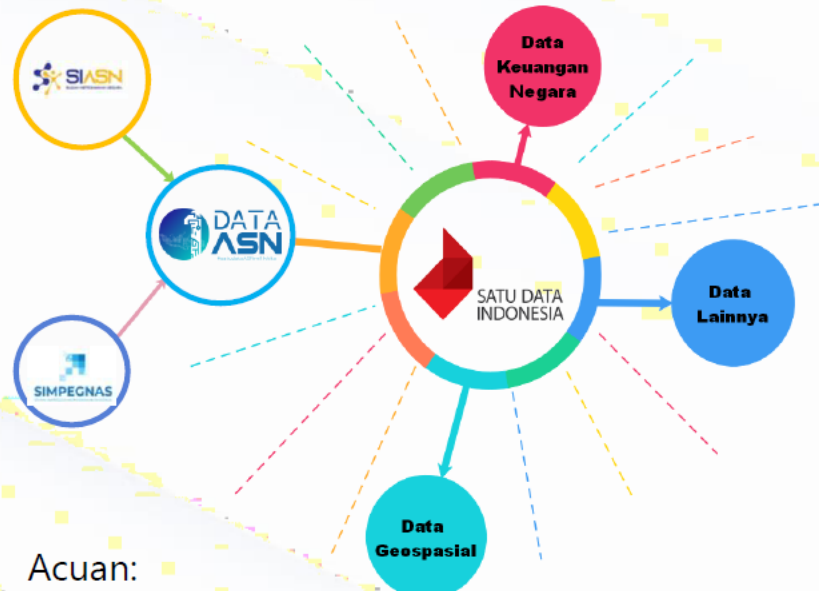 Data
Keuangan
Negara
SIASN
DATA
ASN
SATU DATA
INDONESIA
Data
Lainnya
SIMPEGNAS
Data
Geospasial
Acuan: